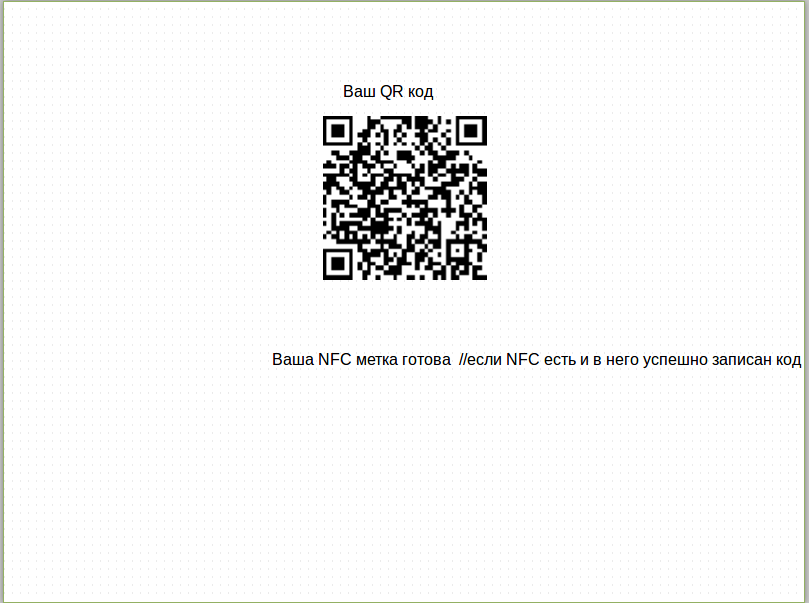 Ваш QR код
Ваша NFC метка готова //если NFC есть и в него успешно записан код